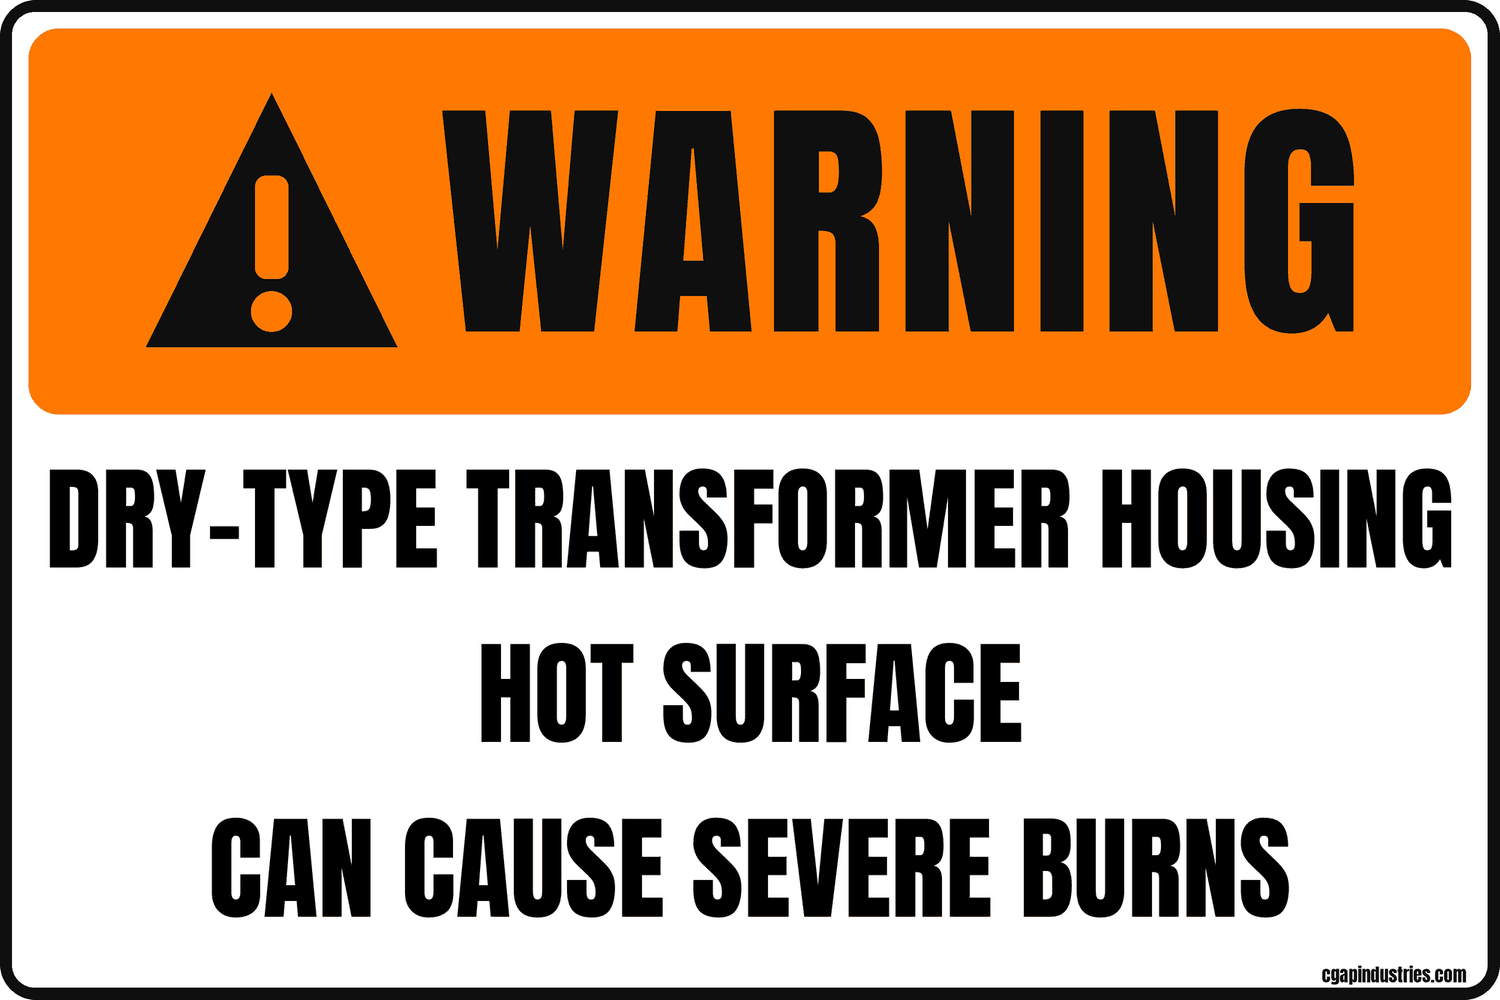 WARNING
DRY-TYPE TRANSFORMER HOUSING
HOT SURFACE
CAN CAUSE SEVERE BURNS
cgapindustries.com